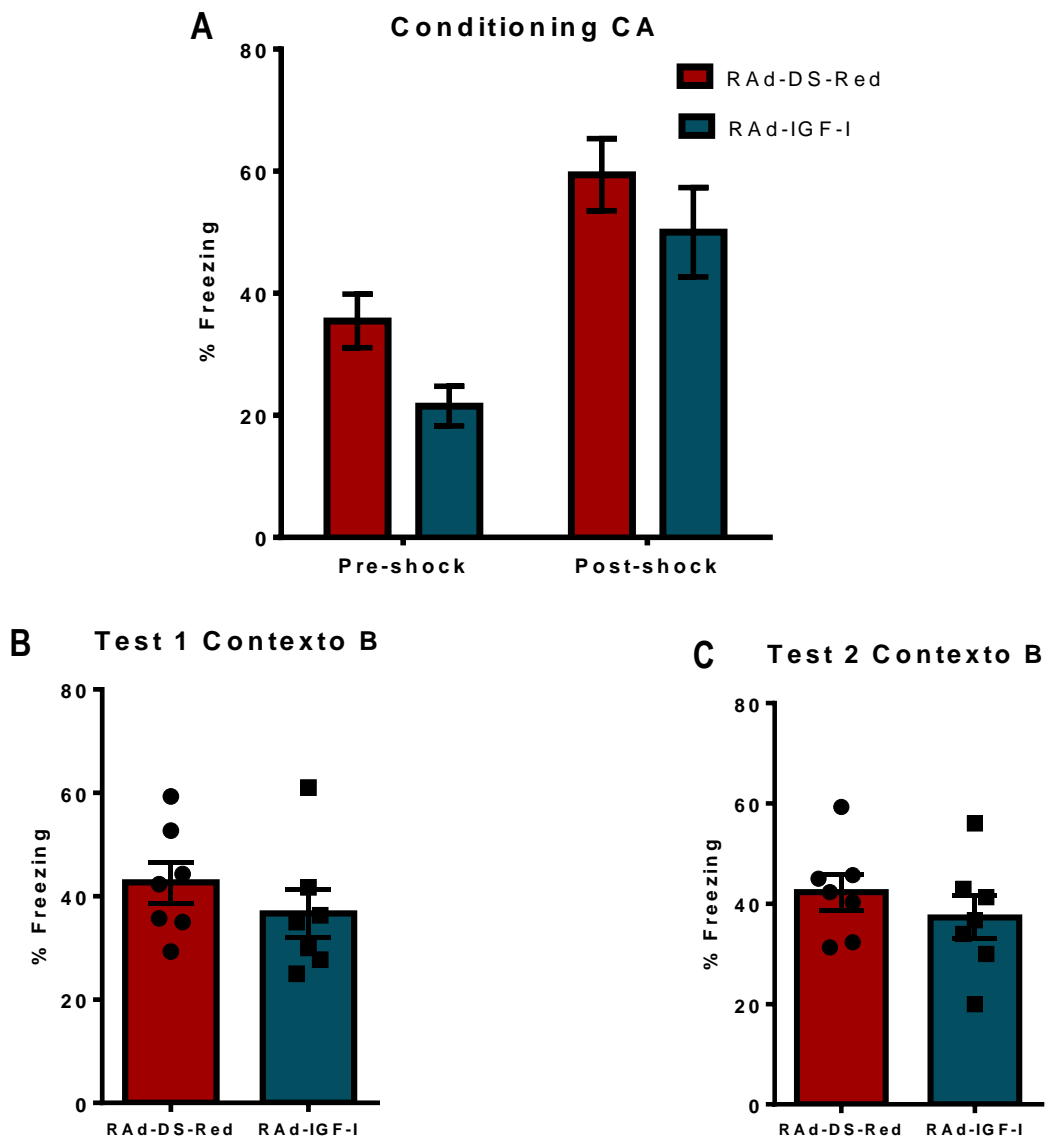 A
Conditioning CA
80
60
40
20
0
% Freezing
RAd-DS-Red
RAd-IGF-I
Pre-shock Post-shock
B
Test 1 Contexto B
80
60
40
20
0
% Freezing
RAd-DS-Red RAd-IGF-I
C
Test 2 Contexto B
80
60
40
20
0
% Freezing
RAd-DS-Red RAd-IGF-I